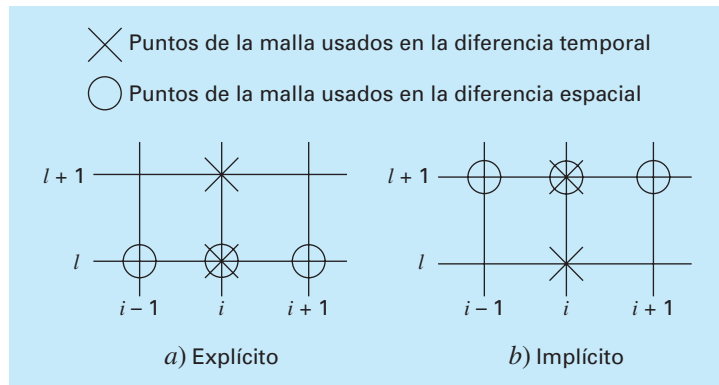 Puntos de la malla usados en la diferencia temporal
Puntos de la malla usados en la diferencia espacial
l + 1
l
i – 1
i
i + 1
a) Explícito
l + 1
l
i – 1
i
i + 1
b) Implícito